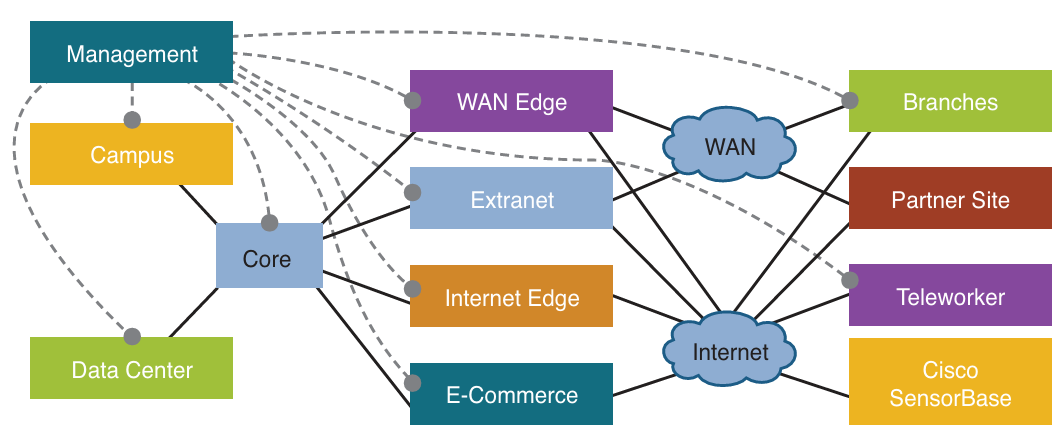 Management
Campus
Core
Data Center
WAN Edge
Extranet
Internet Edge
E-Commerce
WAN
Internet
Branches
Partner Site
Teleworker
Cisco
SensorBase